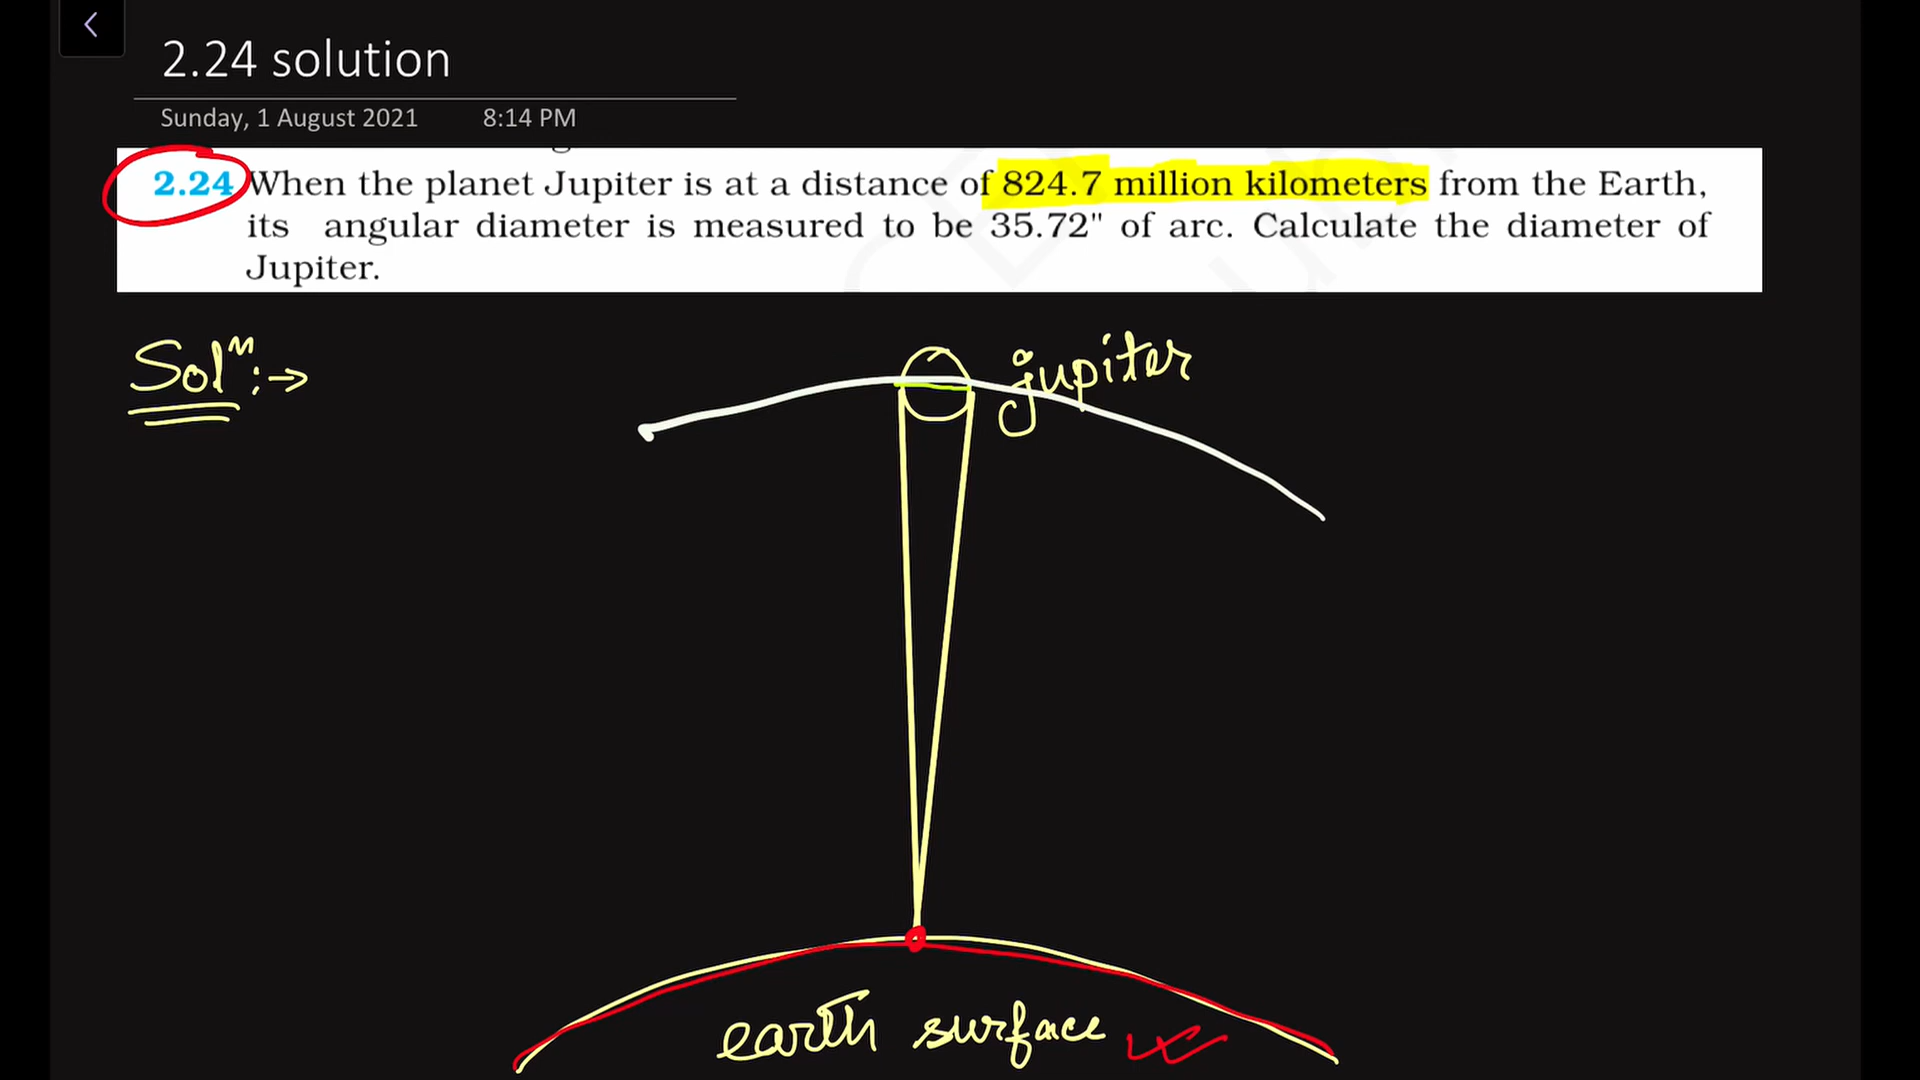 2.24 solution
Sunday, 1 August 2021 8:14 PM
2.24 When the planet Jupiter is at a distance of 824.7 million kilometers from the Earth,
its angular diameter is measured to be 35.72" of arc. Calculate the diameter of
Jupiter.
Solⁿ :→
jupiter
earth surface